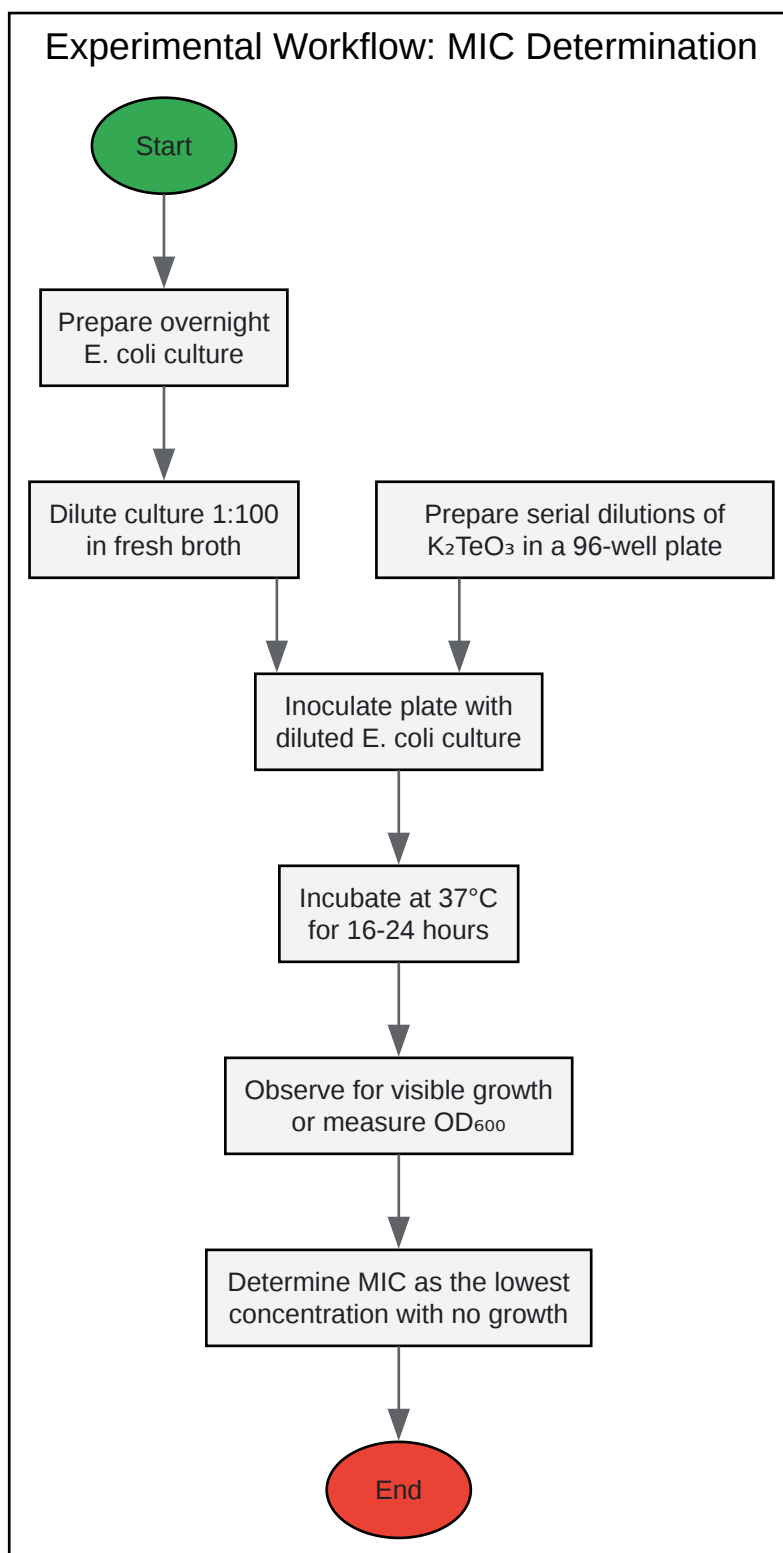 Experimental Workflow: MIC Determination
Start
Prepare overnight
E. coli culture
Dilute culture 1:100
in fresh broth
Prepare serial dilutions of
K₂TeO₃ in a 96-well plate
Inoculate plate with
diluted E. coli culture
Incubate at 37°C
for 16-24 hours
Observe for visible growth
or measure OD₆₀₀
Determine MIC as the lowest
concentration with no growth
End